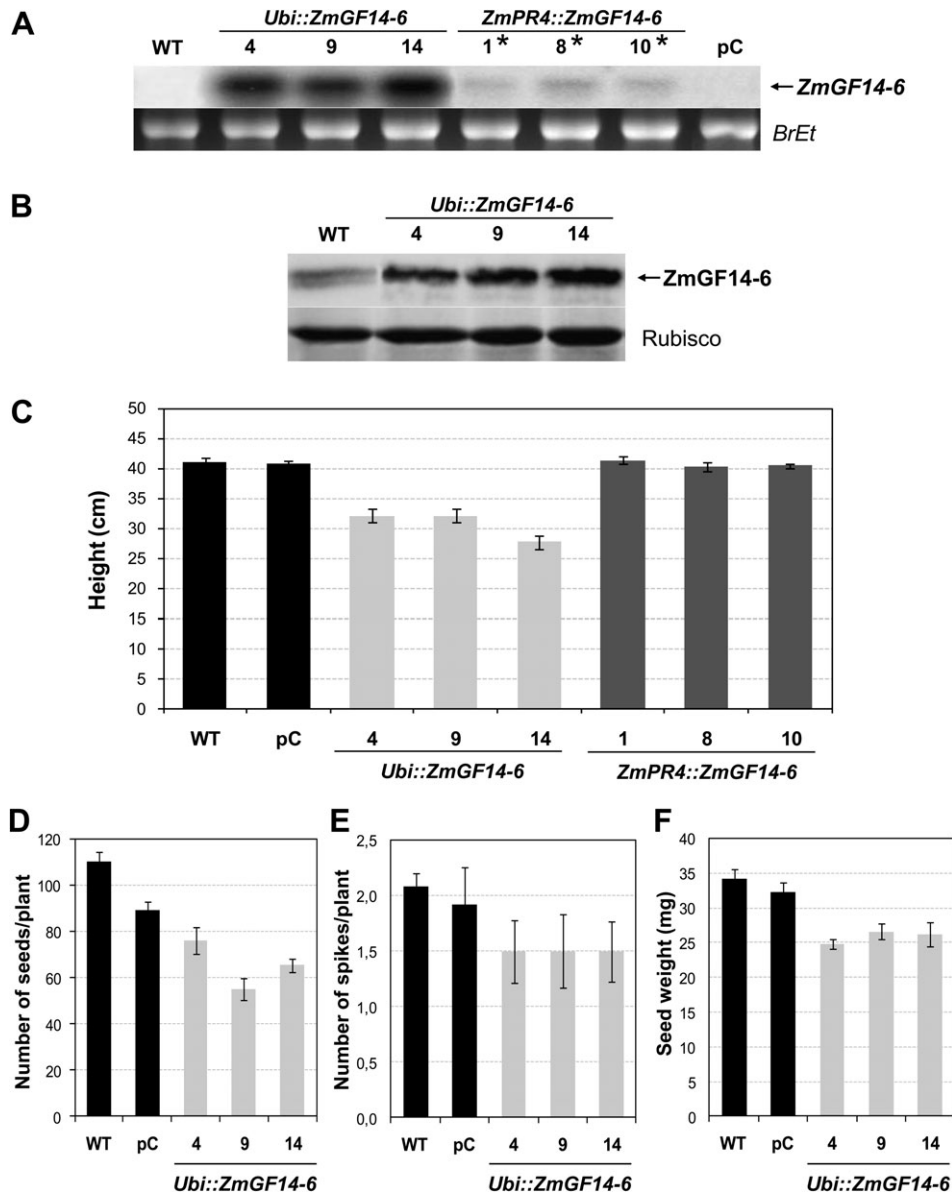 A
Ubi::ZmGF14-6 ZmPR4::ZmGF14-6
WT 4 9 14 1* 8* 10* pC
←ZmGF14-6
BrEt
B
Ubi::ZmGF14-6
WT 4 9 14
←ZmGF14-6
Rubisco
C
Height (cm)
50
45
40
35
30
25
20
15
10
5
0
WT pC 4 9 14 1 8 10
Ubi::ZmGF14-6 ZmPR4::ZmGF14-6
D
Number of seeds/plant
120
100
80
60
40
20
0
WT pC 4 9 14
Ubi::ZmGF14-6
E
Number of spikes/plant
2,5
2,0
1,5
1,0
0,5
0,0
WT pC 4 9 14
Ubi::ZmGF14-6
F
Seed weight (mg)
40
35
30
25
20
15
10
5
0
WT pC 4 9 14
Ubi::ZmGF14-6